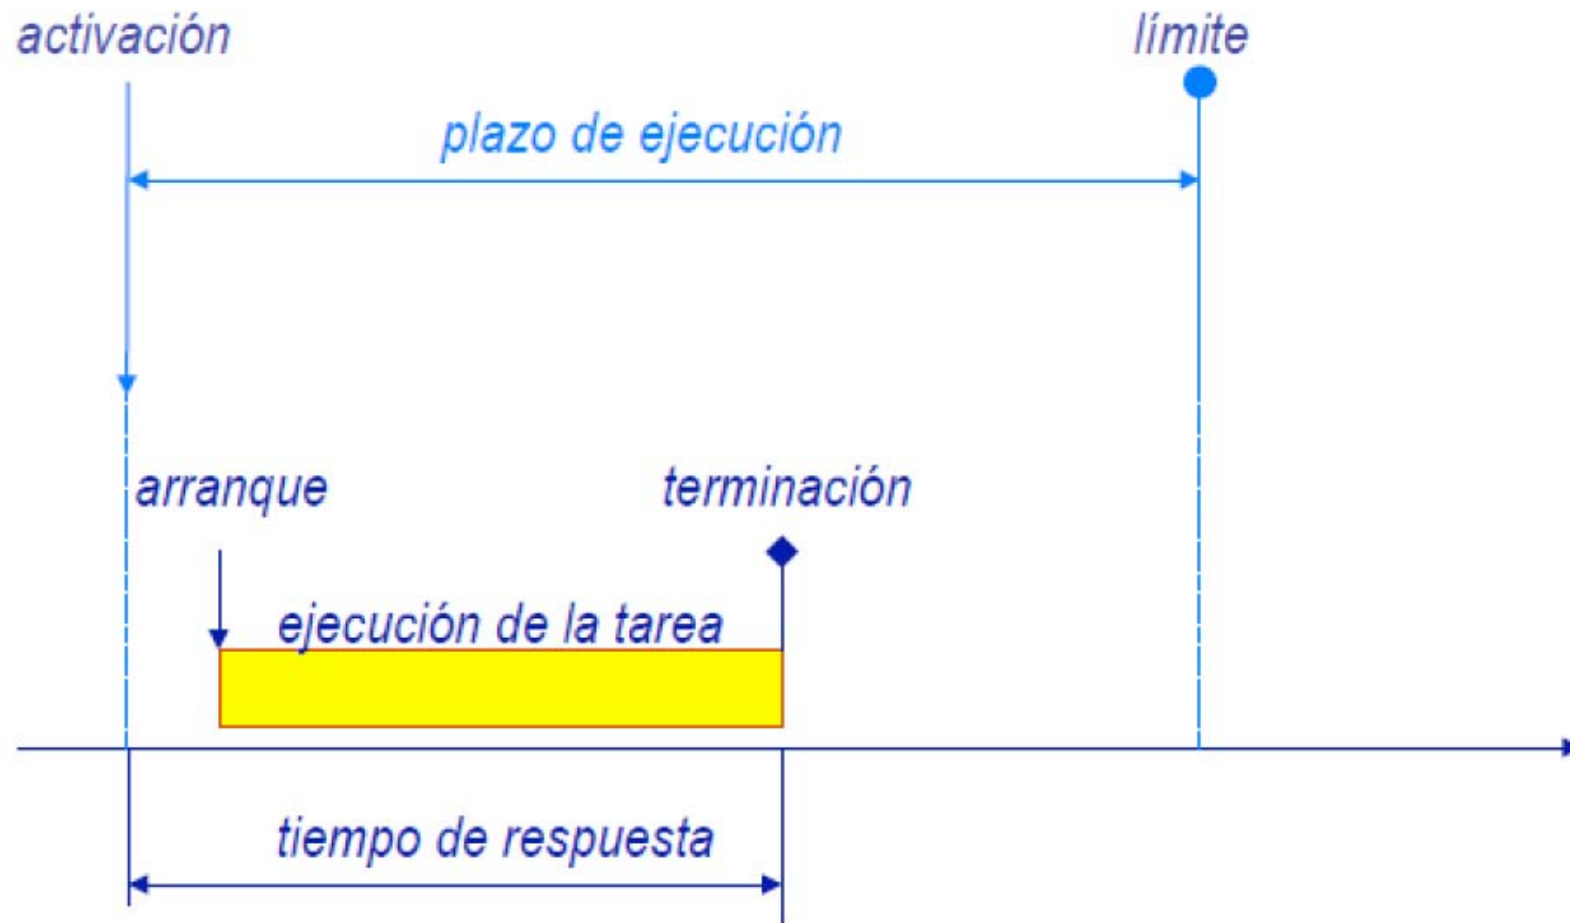 activación
límite
plazo de ejecución
arranque
terminación
ejecución de la tarea
tiempo de respuesta